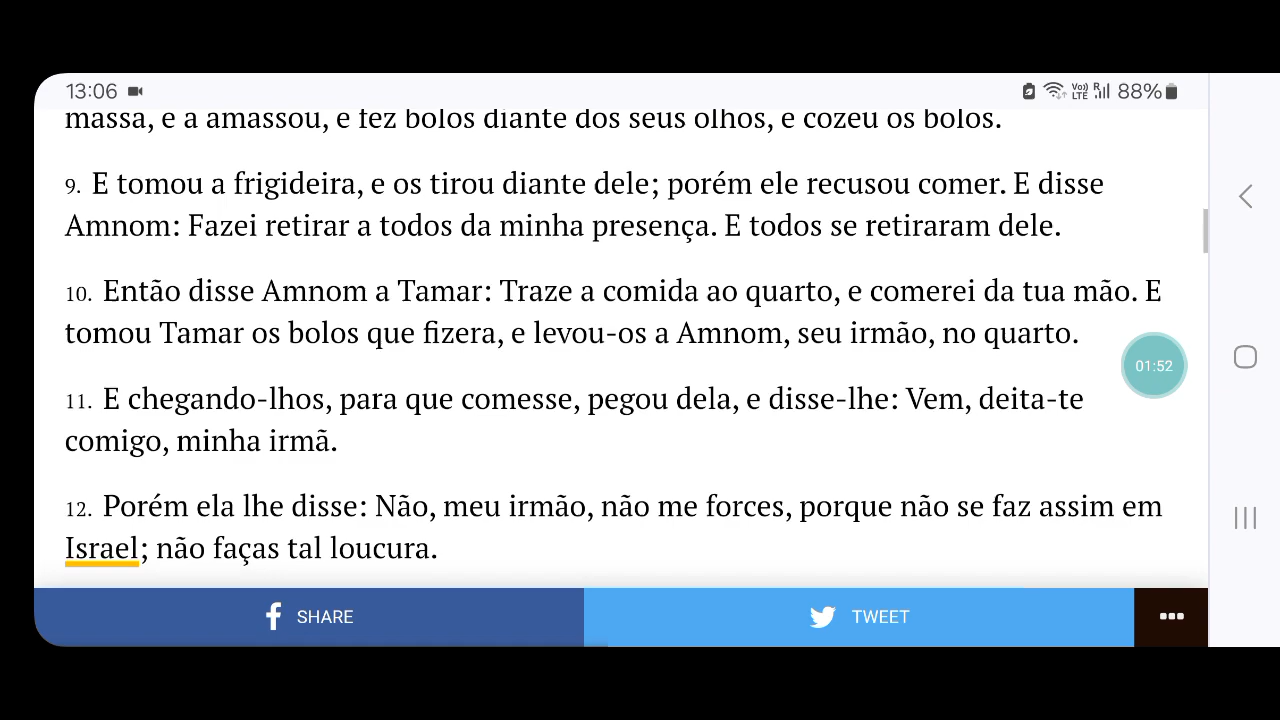 13:06
Vo)) LTE R 88%
massa, e a amassou, e fez bolos diante dos seus olhos, e cozeu os bolos.
9. E tomou a frigideira, e os tirou diante dele; porém ele recusou comer. E disse
Amnom: Fazei retirar a todos da minha presença. E todos se retiraram dele.
10. Então disse Amnom a Tamar: Traze a comida ao quarto, e comerei da tua mão. E
tomou Tamar os bolos que fizera, e levou-os a Amnom, seu irmão, no quarto.
01:52
11. E chegando-lhos, para que comesse, pegou dela, e disse-lhe: Vem, deita-te
comigo, minha irmã.
12. Porém ela lhe disse: Não, meu irmão, não me forces, porque não se faz assim em
Israel; não faças tal loucura.
SHARE
TWEET